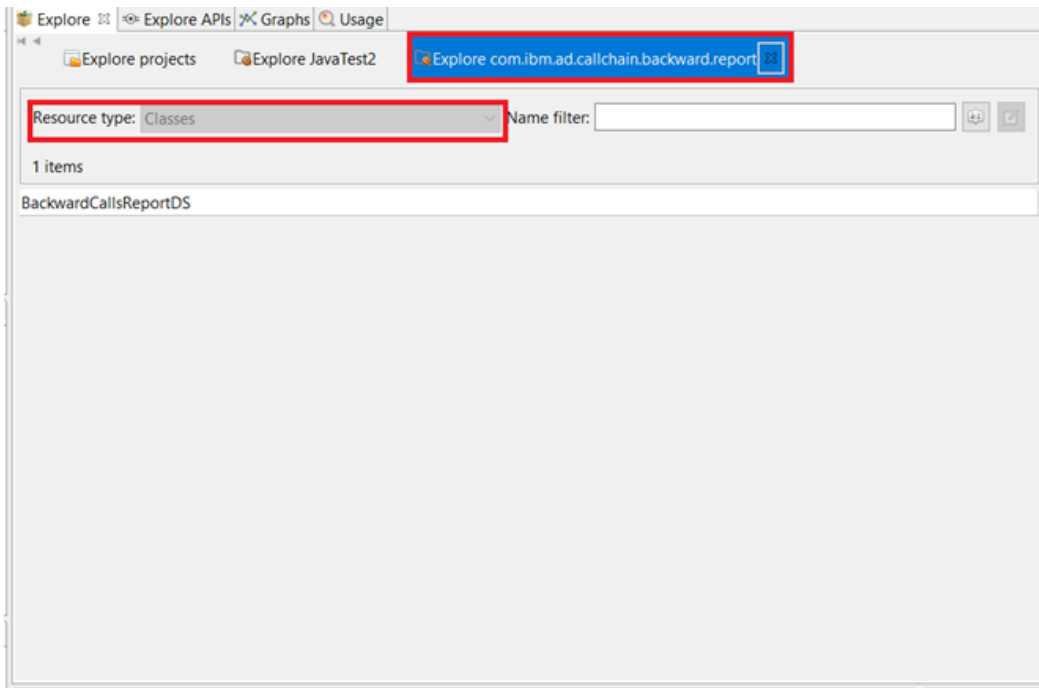 Explore Explore APIs Graphs Usage
Explore projects Explore JavaTest2 Explore com.ibm.ad.callchain.backward.report
Resource type: Classes Name filter:
1 items
BackwardCallsReportDS